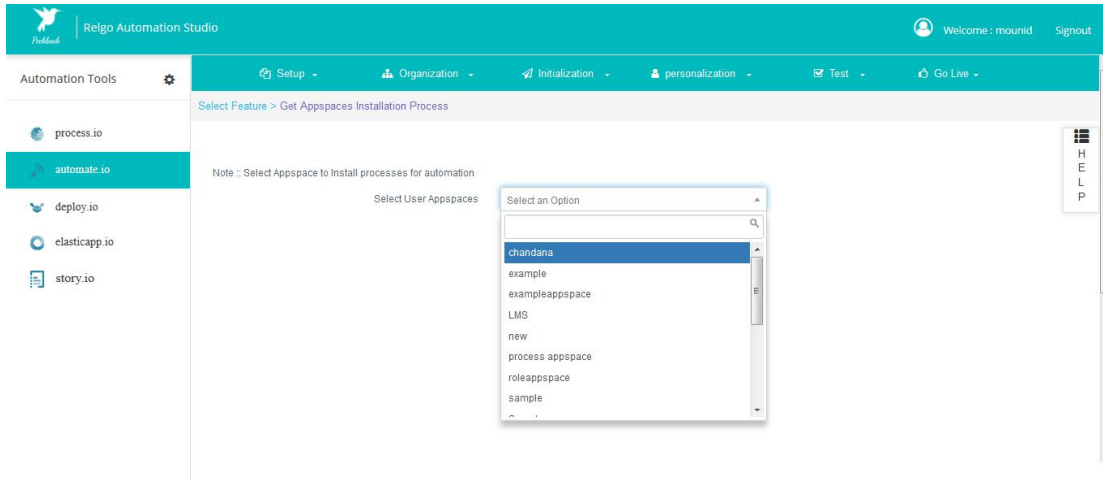 Relgo Automation Studio
Welcome : mounid
Signout
Automation Tools
Setup
Organization
Initialization
personalization
Test
Go Live
Select Feature > Get Appspaces Installation Process
process.io
automate.io
deploy.io
elasticapp.io
story.io
HELP
Note :: Select Appspace to Install processes for automation
Select User Appspaces
Select an Option
chandana
example
exampleappspace
LMS
new
process appspace
roleappspace
sample